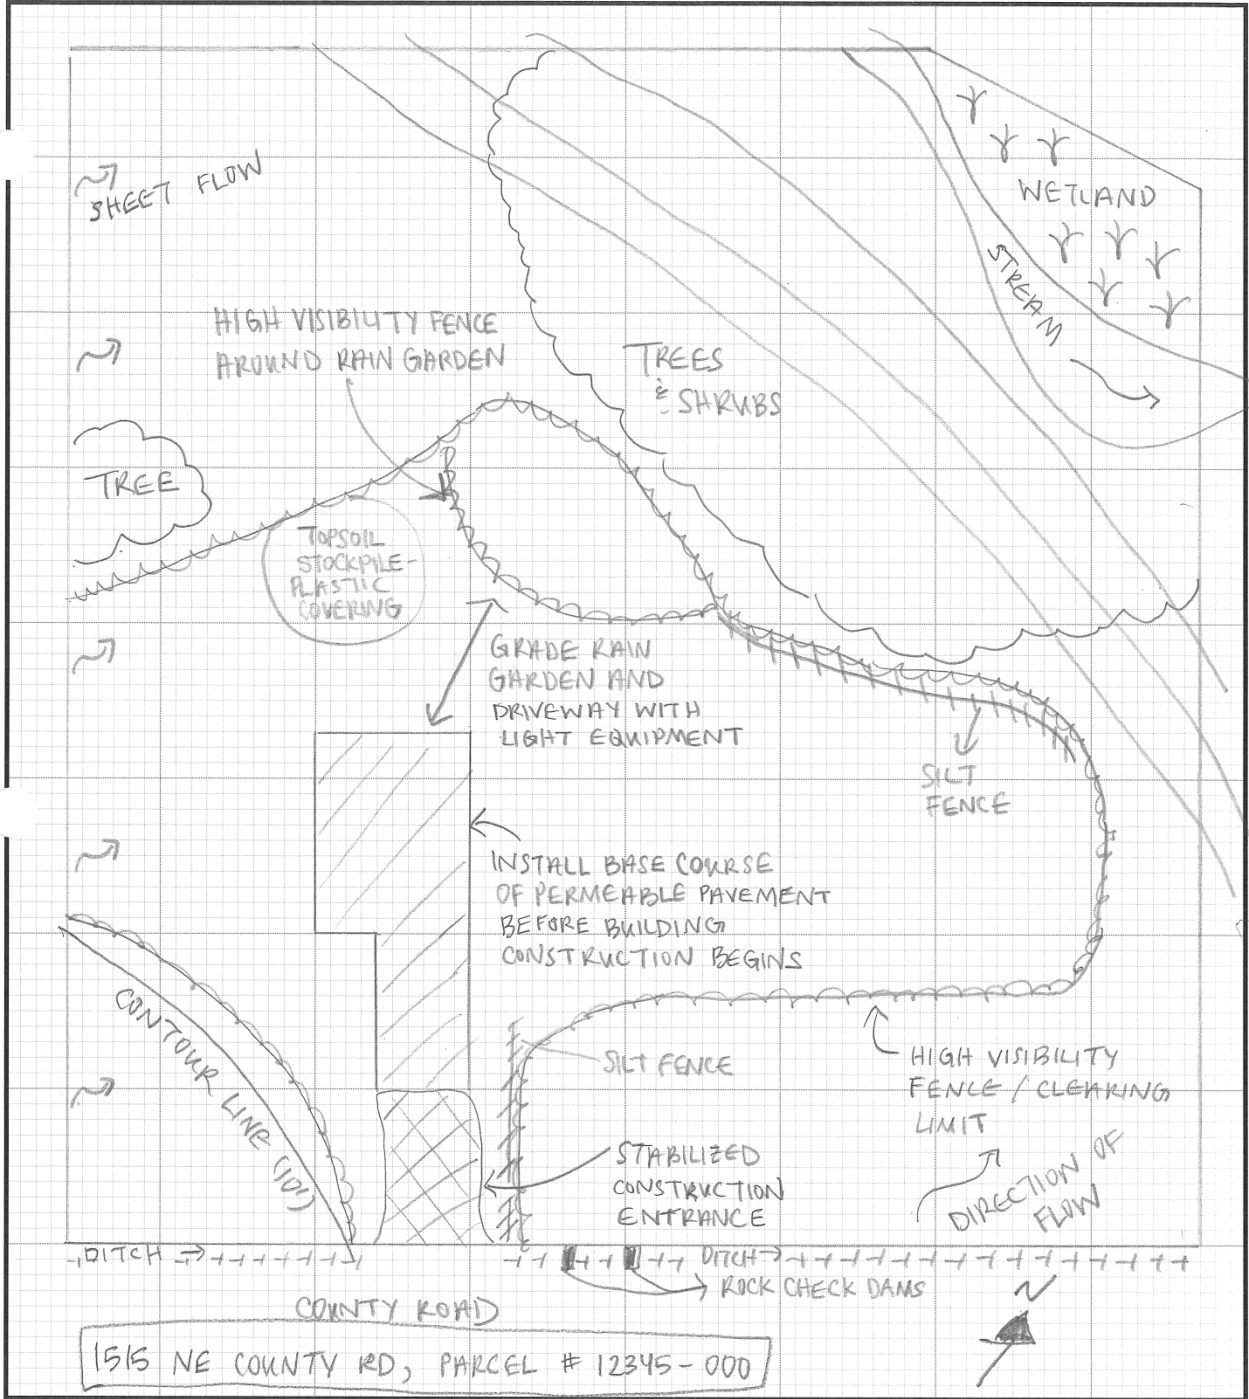 SHEET FLOW
WETLAND
STREAM
HIGH VISIBILITY FENCE
AROUND RAIN GARDEN
TREES
& SHRUBS
TREE
TOPSOIL
STOCKPILE-
PLASTIC
COVERING
GRADE RAIN
GARDEN AND
DRIVEWAY WITH
LIGHT EQUIPMENT
SILT
FENCE
INSTALL BASE COURSE
OF PERMEABLE PAVEMENT
BEFORE BUILDING
CONSTRUCTION BEGINS
CONTOUR LINE (10')
SILT FENCE
HIGH VISIBILITY
FENCE / CLEARING
LIMIT
STABILIZED
CONSTRUCTION
ENTRANCE
DIRECTION OF
FLOW
DITCH
DITCH
ROCK CHECK DAMS
N
COUNTY ROAD
1515 NE COUNTY RD, PARCEL # 12345-000